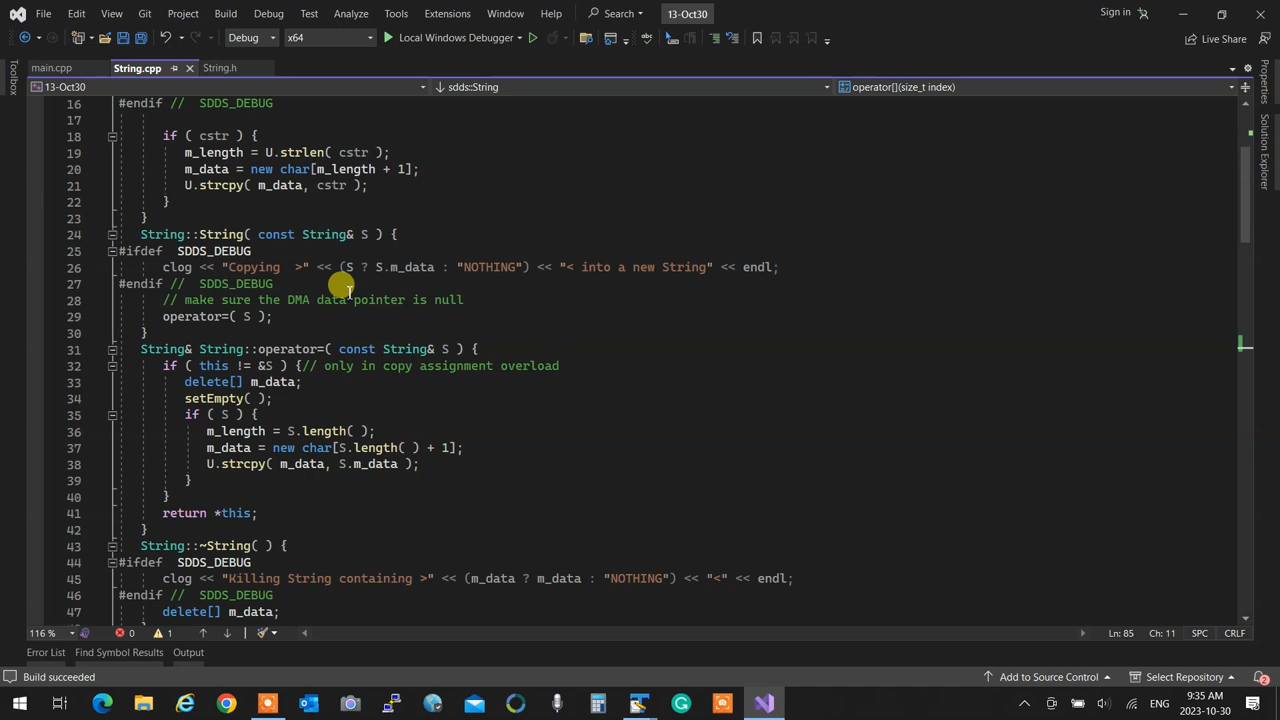 File Edit View Git Project Build Debug Test Analyze Tools Extensions Window Help Search 13-Oct30 Sign in
Debug x64 Local Windows Debugger Live Share
main.cpp String.cpp String.h
13-Oct30 sdds::String operator[](size_t index)
16 #endif // SDDS_DEBUG
17
18 if ( cstr ) {
19 m_length = U.strlen( cstr );
20 m_data = new char[m_length + 1];
21 U.strcpy( m_data, cstr );
22 }
23 }
24 String::String( const String& S ) {
25 #ifdef SDDS_DEBUG
26 clog << "Copying >" << (S ? S.m_data : "NOTHING") << "< into a new String" << endl;
27 #endif // SDDS_DEBUG
28 // make sure the DMA data pointer is null
29 operator=( S );
30 }
31 String& String::operator=( const String& S ) {
32 if ( this != &S ) {// only in copy assignment overload
33 delete[] m_data;
34 setEmpty( );
35 if ( S ) {
36 m_length = S.length( );
37 m_data = new char[S.length( ) + 1];
38 U.strcpy( m_data, S.m_data );
39 }
40 }
41 return *this;
42 }
43 String::~String( ) {
44 #ifdef SDDS_DEBUG
45 clog << "Killing String containing >" << (m_data ? m_data : "NOTHING") << "<" << endl;
46 #endif // SDDS_DEBUG
47 delete[] m_data;
Toolbox
Properties
Solution Explorer
116 % 0 1 Ln: 85 Ch: 11 SPC CRLF
Error List Find Symbol Results Output
Build succeeded Add to Source Control Select Repository 2
ENG 9:35 AM
2023-10-30